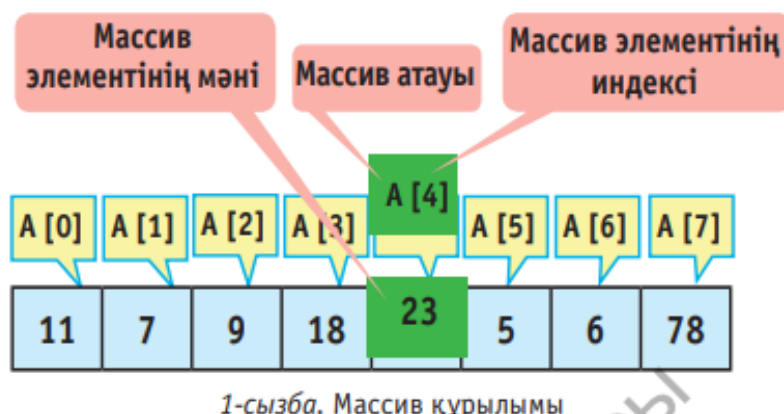 Массив
элементінің мәні
Массив атауы
Массив элементінің
индексі
A [4]
A [0] A [1] A [2] A [3] A [5] A [6] A [7]
11 7 9 18 23 5 6 78
1-сызба. Массив құрылымы